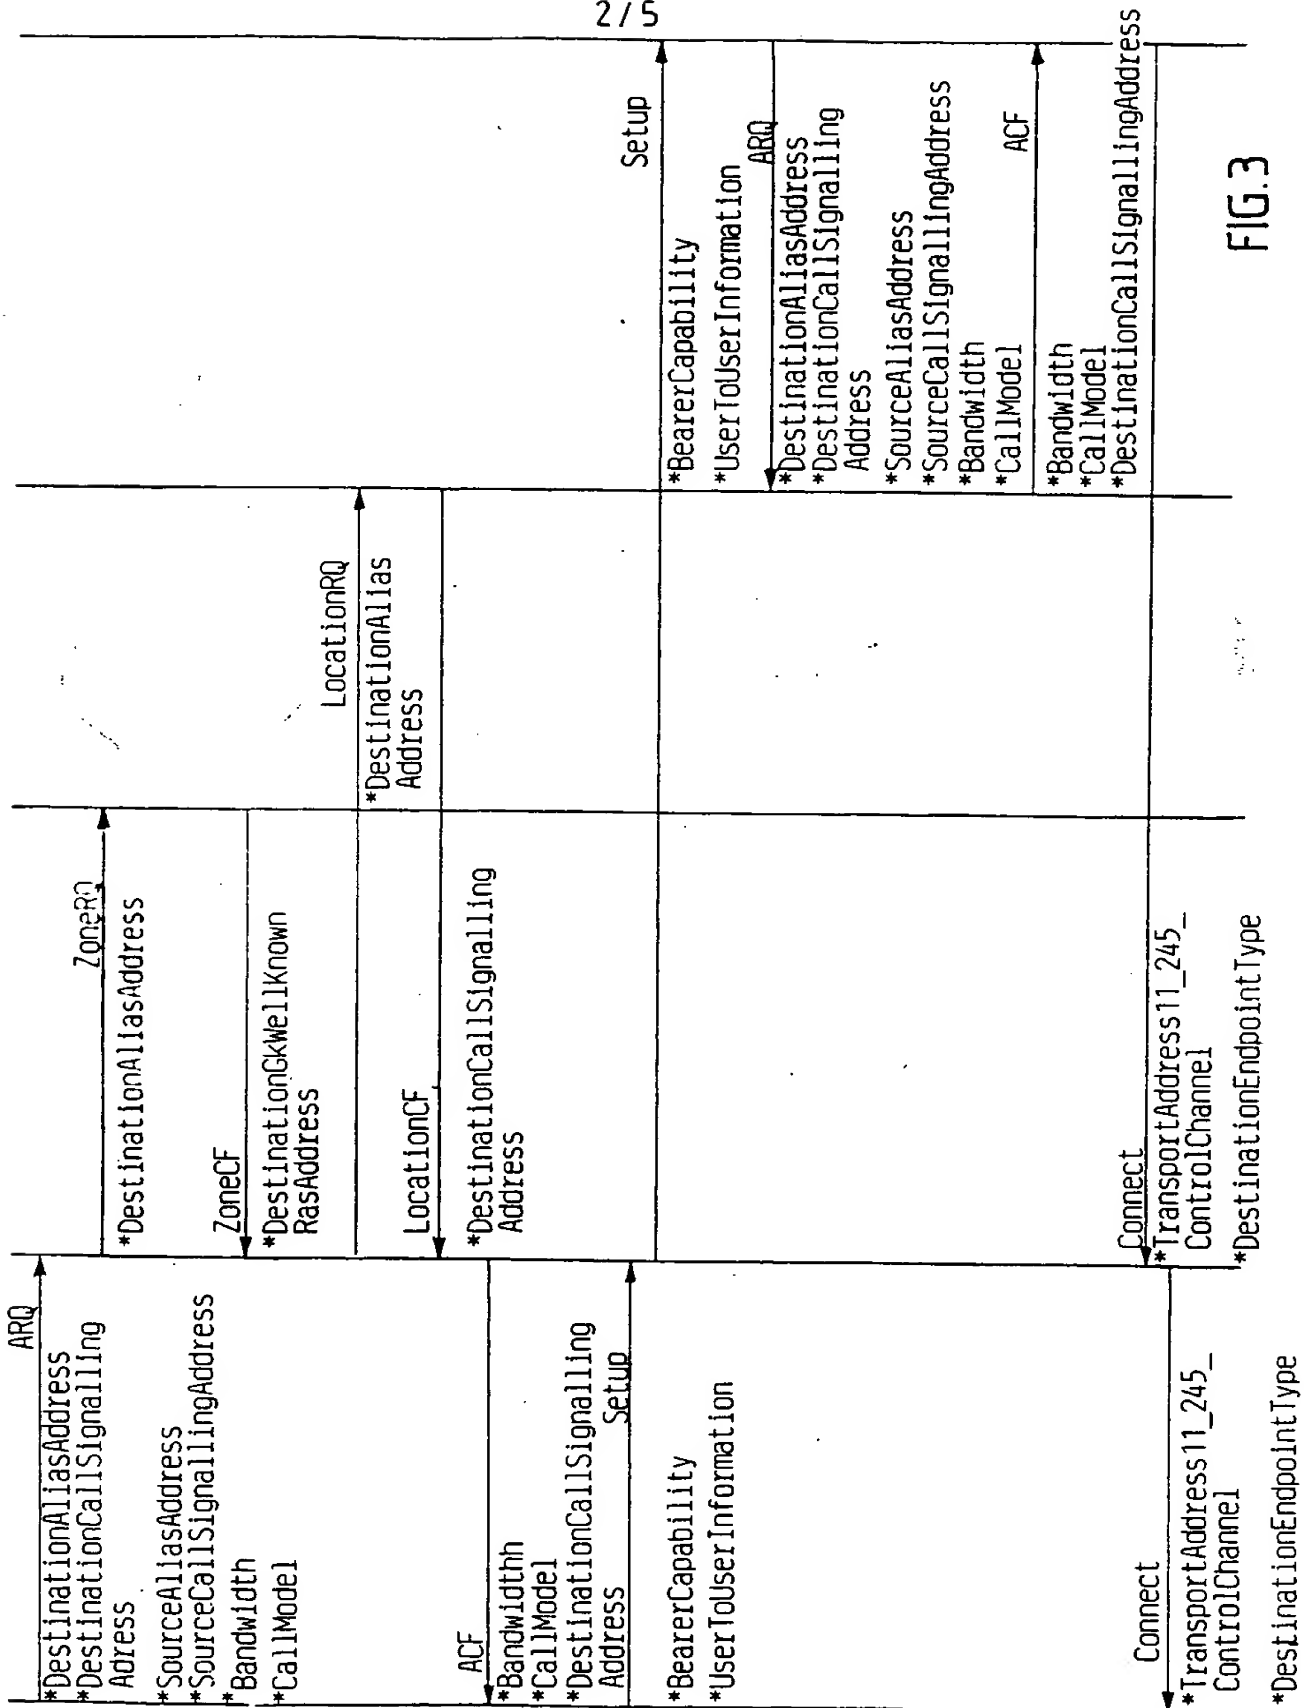 2/5
ARQ
*DestinationAliasAddress
*DestinationCallSignalling
Adress
*SourceAliasAddress
*SourceCallSignallingAddress
*Bandwidth
*CallModel
ZoneRQ
*DestinationAliasAddress
ZoneCF
*DestinationGkWellKnown
RasAddress
LocationRQ
*DestinationAlias
Address
LocationCF
*DestinationCallSignalling
Address
ACF
*Bandwidthh
*CallModel
*DestinationCallSignalling
Address
Setup
*BearerCapability
*UserToUserInformation
Setup
*BearerCapability
*UserToUserInformation
ARQ
*DestinationAliasAddress
*DestinationCallSignalling
Address
*SourceAliasAddress
*SourceCallSignallingAddress
*Bandwidth
*CallModel
ACF
*Bandwidth
*CallModel
*DestinationCallSignallingAddress
Connect
*TransportAddress11_245_
ControlChannel
*DestinationEndpointType
Connect
*TransportAddress11_245_
ControlChannel
*DestinationEndpointType
FIG.3